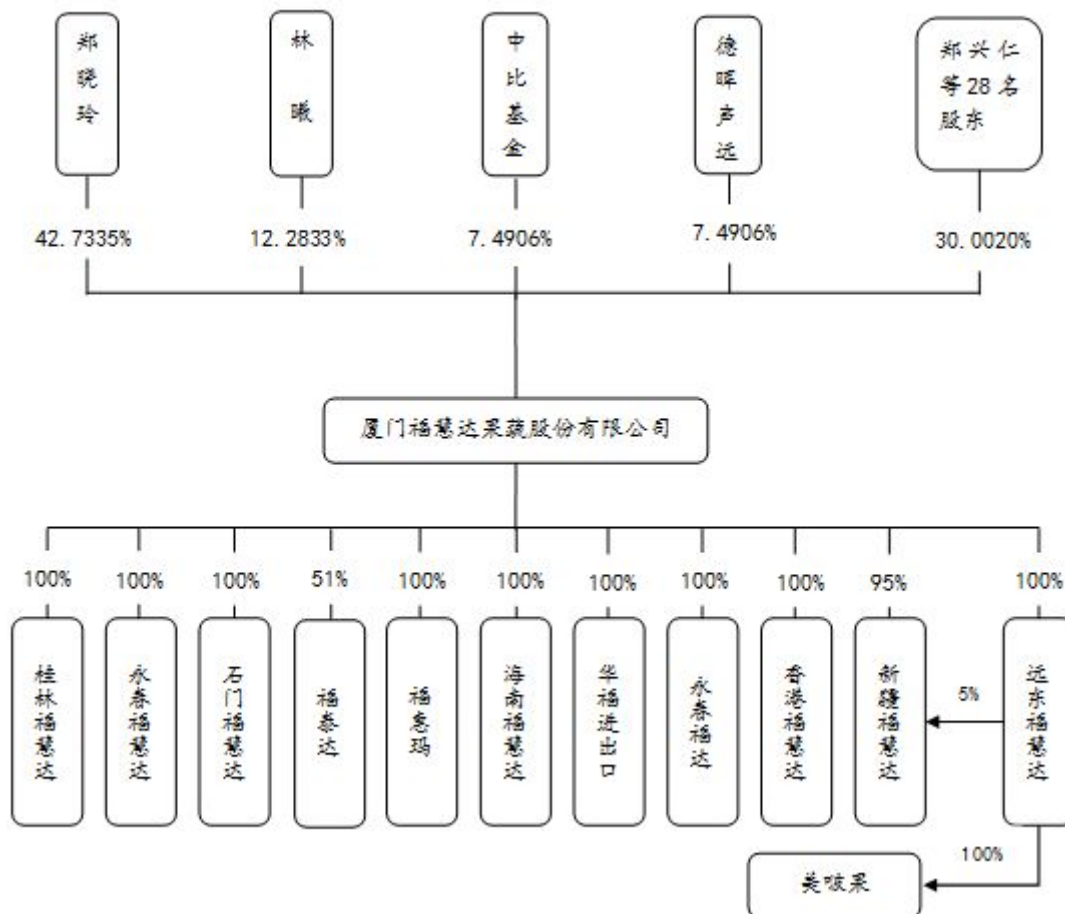 郑晓玲
林曦
中比基金
德晖声远
郑兴仁
等28名
股东
42.7335%
12.2833%
7.4906%
7.4906%
30.0020%
厦门福慧达果蔬股份有限公司
100%
100%
100%
51%
100%
100%
100%
100%
100%
95%
100%
桂林福慧达
永春福慧达
石门福慧达
福泰达
福惠玛
海南福慧达
华福进出口
永春福达
香港福慧达
新疆福慧达
远东福慧达
5%
100%
美啵果